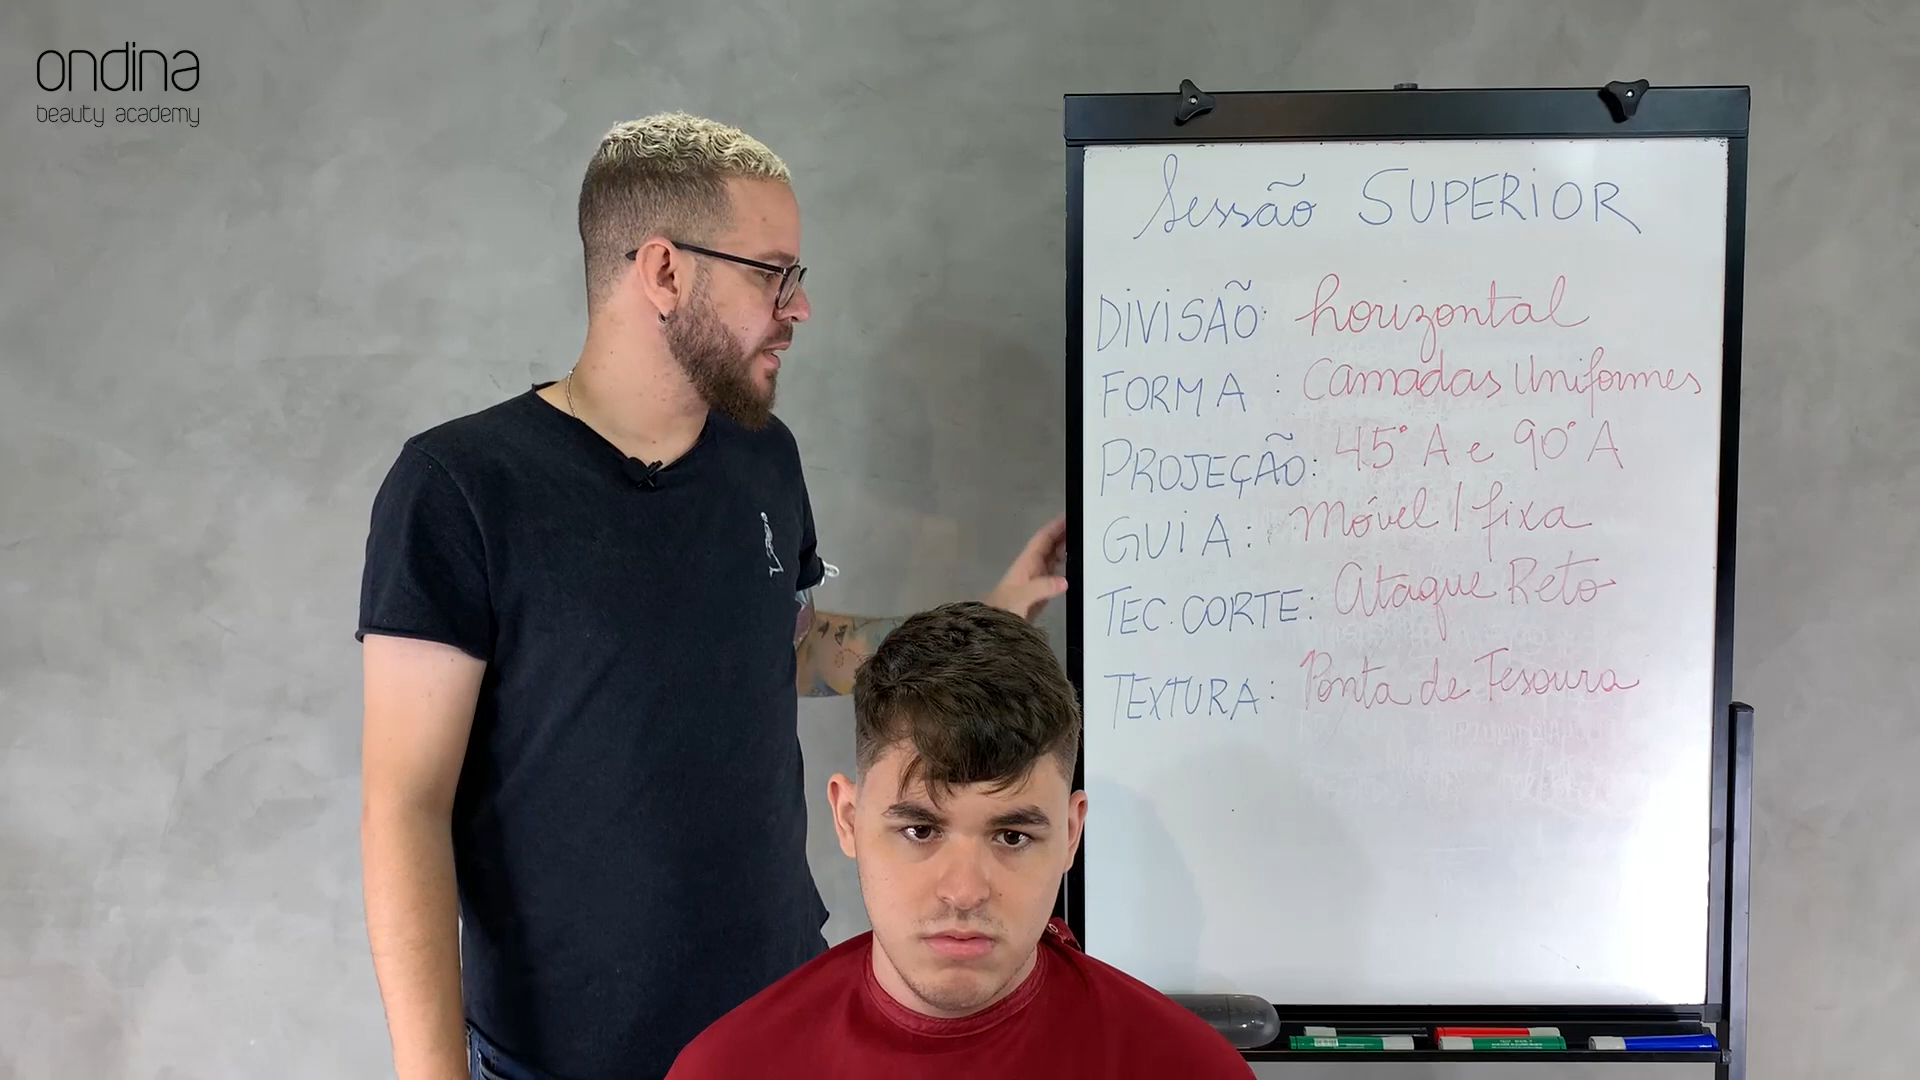 ondina
beauty academy
Sessão SUPERIOR
DIVISÃO: horizontal
FORMA: Camadas Uniformes
PROJEÇÃO: 45° A e 90° A
GUIA: Móvel / fixa
TEC. CORTE: Ataque Reto
TEXTURA: Ponta de Tesoura